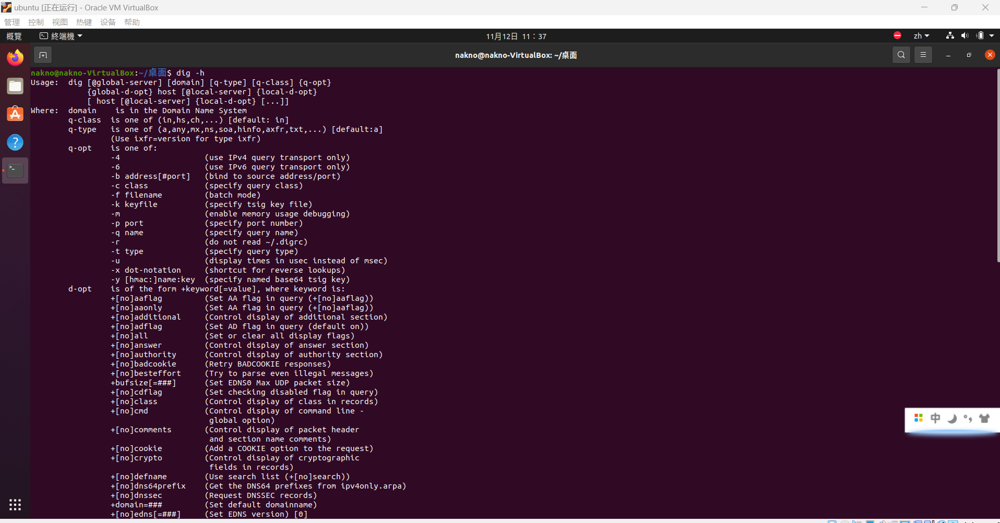 ubuntu [正在运行] - Oracle VM VirtualBox
管理 控制 视图 热键 设备 帮助
概覽 終端機 11月12日 11：37 zh
nakno@nakno-VirtualBox: ~/桌面
nakno@nakno-VirtualBox:~/桌面$ dig -h
Usage:  dig [@global-server] [domain] [q-type] [q-class] {q-opt}
            {global-d-opt} host [@local-server] {local-d-opt}
            [ host [@local-server] {local-d-opt} [...]]
Where:  domain    is in the Domain Name System
        q-class  is one of (in,hs,ch,...) [default: in]
        q-type   is one of (a,any,mx,ns,soa,hinfo,axfr,txt,...) [default:a]
                 (Use ixfr=version for type ixfr)
        q-opt    is one of:
                 -4                  (use IPv4 query transport only)
                 -6                  (use IPv6 query transport only)
                 -b address[#port]   (bind to source address/port)
                 -c class            (specify query class)
                 -f filename         (batch mode)
                 -k keyfile          (specify tsig key file)
                 -m                  (enable memory usage debugging)
                 -p port             (specify port number)
                 -q name             (specify query name)
                 -r                  (do not read ~/.digrc)
                 -t type             (specify query type)
                 -u                  (display times in usec instead of msec)
                 -x dot-notation     (shortcut for reverse lookups)
                 -y [hmac:]name:key  (specify named base64 tsig key)
        d-opt    is of the form +keyword[=value], where keyword is:
                 +[no]aaflag         (Set AA flag in query (+[no]aaflag))
                 +[no]aaonly         (Set AA flag in query (+[no]aaflag))
                 +[no]additional     (Control display of additional section)
                 +[no]adflag         (Set AD flag in query (default on))
                 +[no]all            (Set or clear all display flags)
                 +[no]answer         (Control display of answer section)
                 +[no]authority      (Control display of authority section)
                 +[no]badcookie      (Retry BADCOOKIE responses)
                 +[no]besteffort     (Try to parse even illegal messages)
                 +bufsize[=###]      (Set EDNS0 Max UDP packet size)
                 +[no]cdflag         (Set checking disabled flag in query)
                 +[no]class          (Control display of class in records)
                 +[no]cmd            (Control display of command line -
                                      global option)
                 +[no]comments       (Control display of packet header
                                      and section name comments)
                 +[no]cookie         (Add a COOKIE option to the request)
                 +[no]crypto         (Control display of cryptographic
                                      fields in records)
                 +[no]defname        (Use search list (+[no]search))
                 +[no]dns64prefix    (Get the DNS64 prefixes from ipv4only.arpa)
                 +[no]dnssec         (Request DNSSEC records)
                 +domain=###         (Set default domainname)
                 +[no]edns[=###]     (Set EDNS version) [0]
中